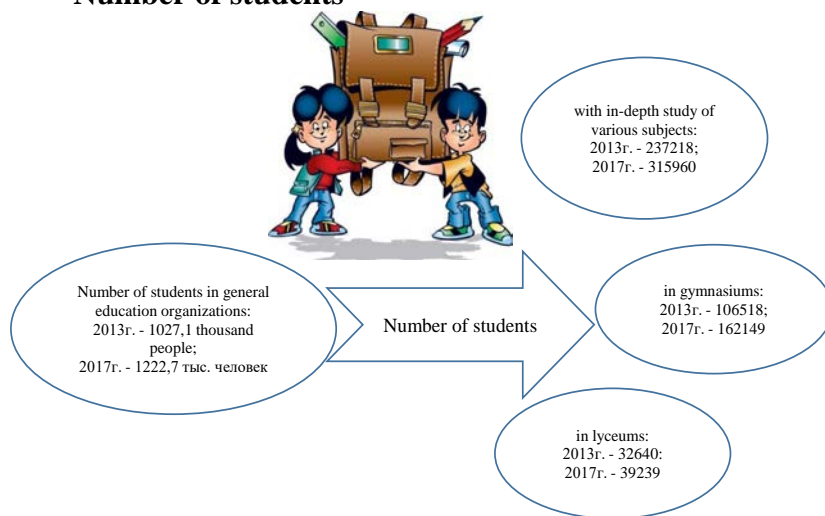 Number of students
with in-depth study of
various subjects:
2013г. - 237218;
2017г. - 315960
Number of students in general
education organizations:
2013г. - 1027,1 thousand
people;
2017г. - 1222,7 тыс. человек
Number of students
in gymnasiums:
2013г. - 106518;
2017г. - 162149
in lyceums:
2013г. - 32640:
2017г. - 39239